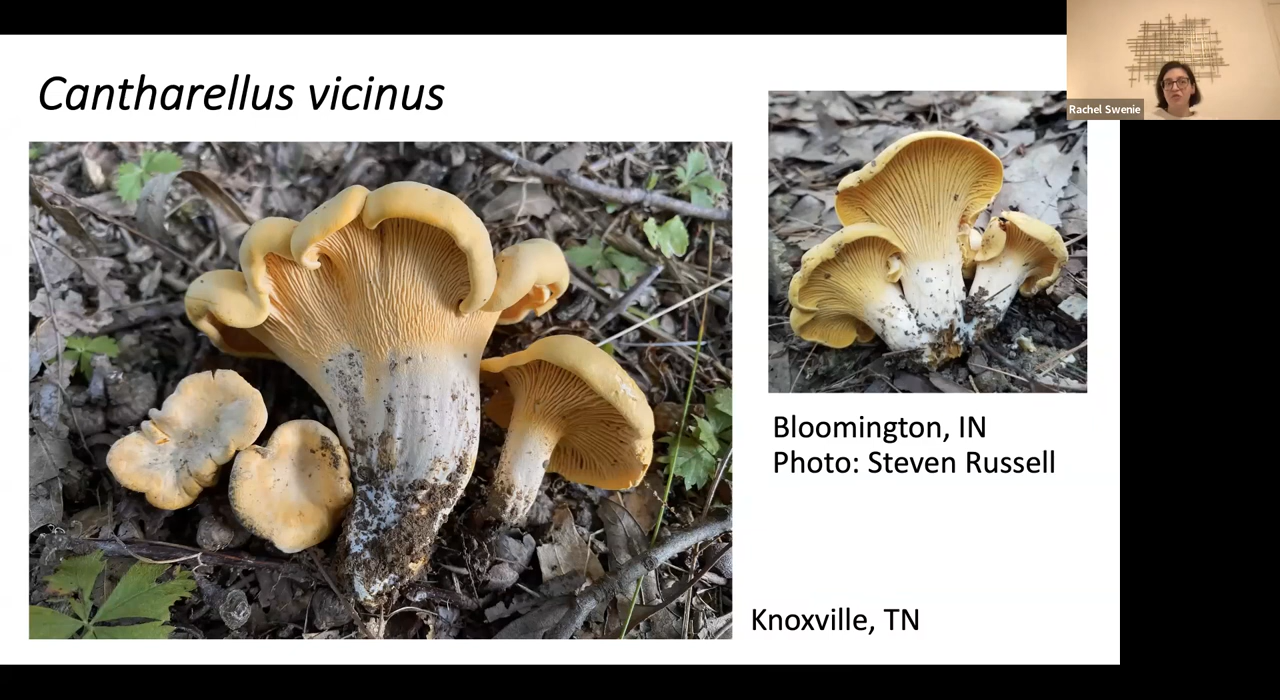 Cantharellus vicinus
Rachel Swenie
Bloomington, IN
Photo: Steven Russell
Knoxville, TN